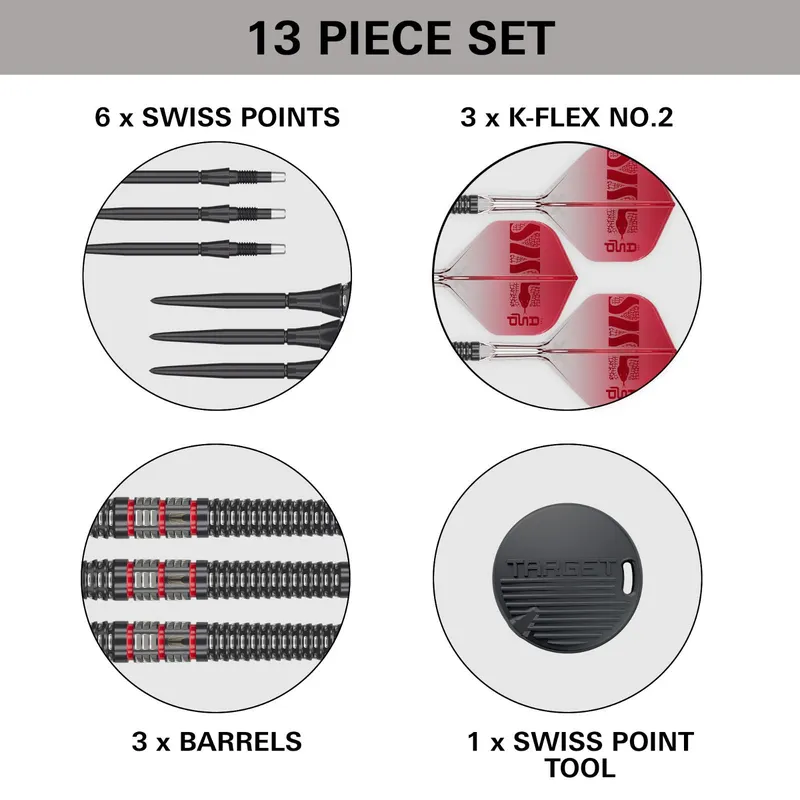 13 PIECE SET
6 x SWISS POINTS
3 x K-FLEX NO.2
3 x BARRELS
TARGET
1 x SWISS POINT
TOOL